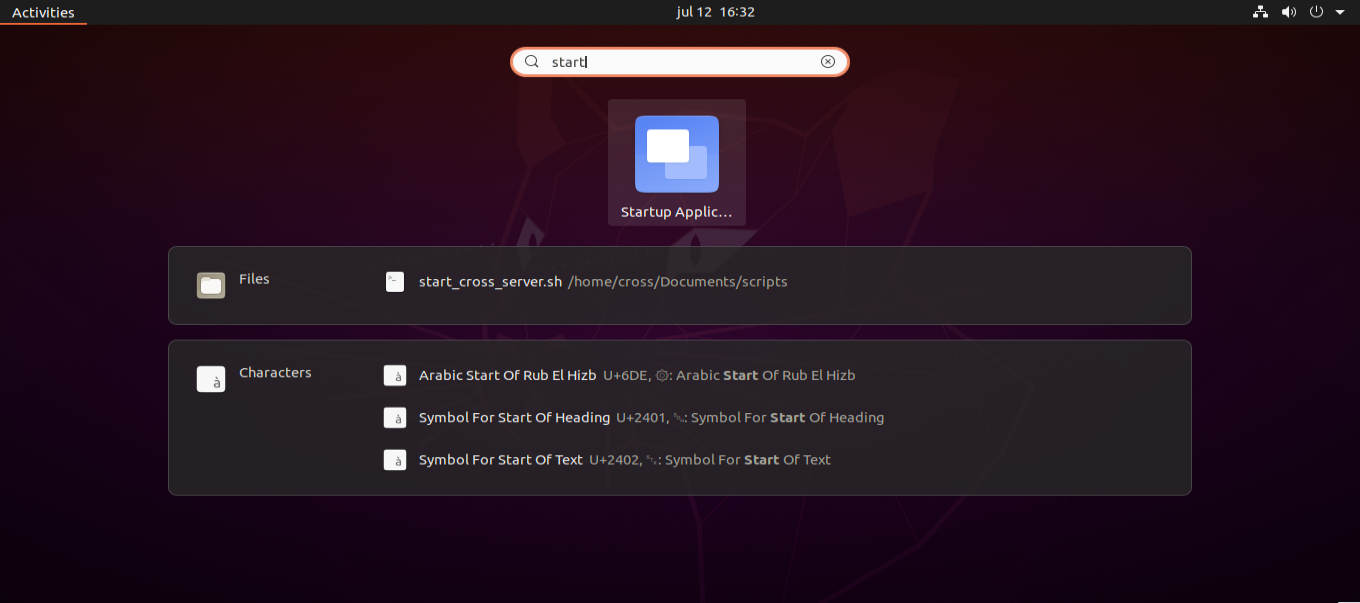 Activities
jul 12 16:32
start
Startup Applic...
Files
start_cross_server.sh /home/cross/Documents/scripts
Characters
Arabic Start Of Rub El Hizb U+6DE, ۞: Arabic Start Of Rub El Hizb
Symbol For Start Of Heading U+2401, ␁: Symbol For Start Of Heading
Symbol For Start Of Text U+2402, ␂: Symbol For Start Of Text